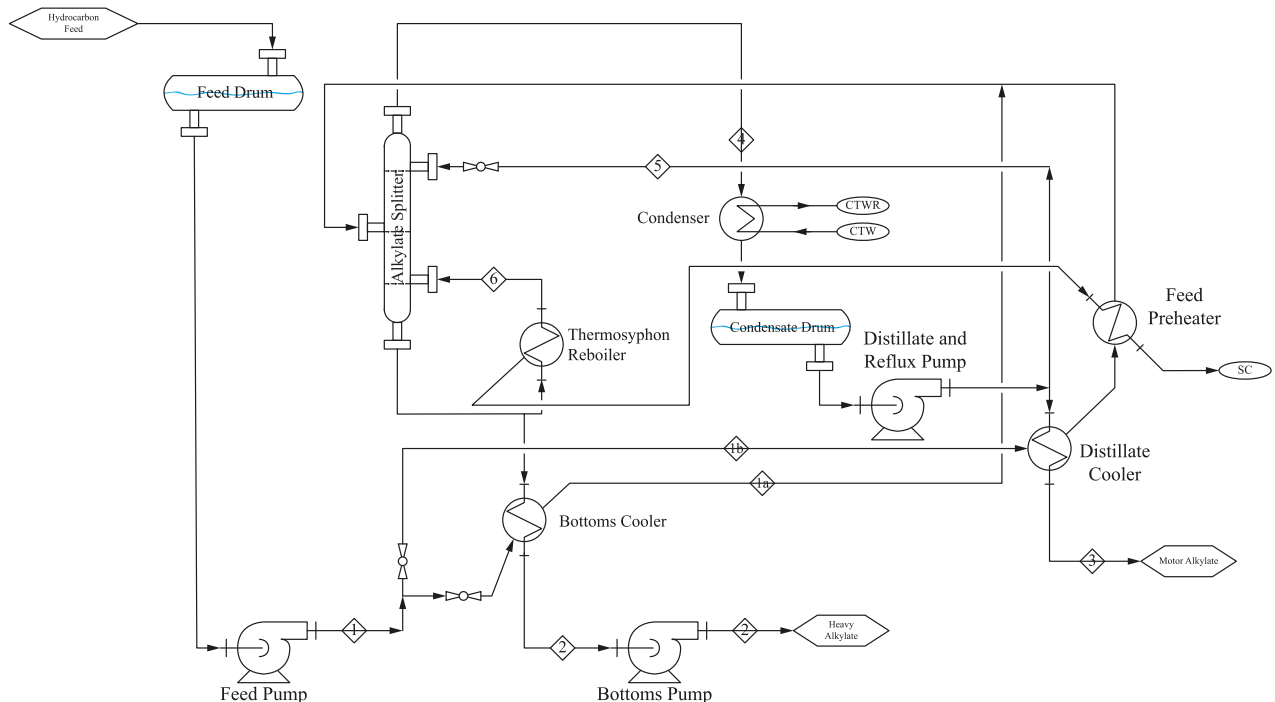 Hydrocarbon
Feed
Feed Drum
4
5
Alkylate Splitter
CTWR
Condenser
CTW
6
Feed
Preheater
Condensate Drum
Thermosyphon
Reboiler
Distillate and
Reflux Pump
SC
1b
Distillate
Cooler
1a
Bottoms Cooler
3
Motor Alkylate
1
2
2
Heavy
Alkylate
Feed Pump
Bottoms Pump